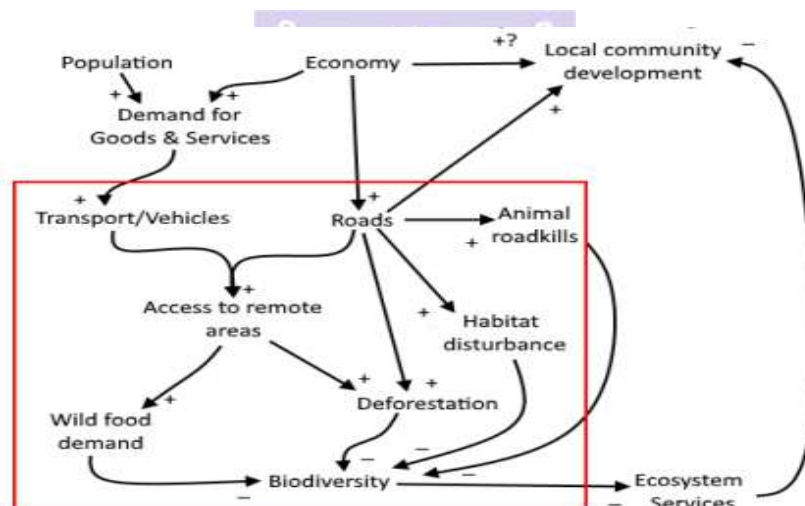 +?
Local community
development
–
Population
Economy
+
+
Demand for
Goods & Services
+
+
Transport/Vehicles
+
Roads
+
Animal
roadkills
+
Access to remote
areas
+
Habitat
disturbance
+
+
+
Deforestation
Wild food
demand
–
–
–
–
Biodiversity
–
Ecosystem
Services